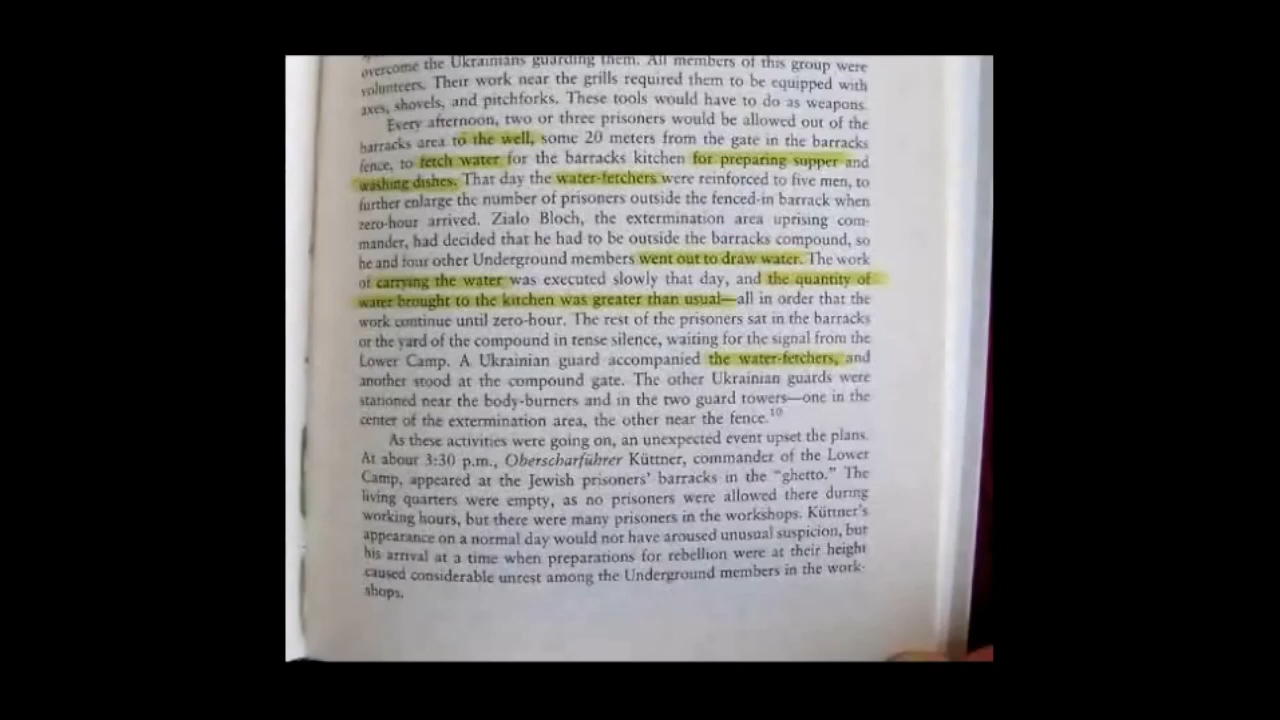 overcome the Ukrainians guarding them. All members of this group were
volunteers. Their work near the grills required them to be equipped with
axes, shovels, and pitchforks. These tools would have to do as weapons.
Every afternoon, two or three prisoners would be allowed out of the
barracks area to the well, some 20 meters from the gate in the barracks
fence, to fetch water for the barracks kitchen for preparing supper and
washing dishes. That day the water-fetchers were reinforced to five men, to
further enlarge the number of prisoners outside the fenced-in barrack when
zero-hour arrived. Zialo Bloch, the extermination area uprising com-
mander, had decided that he had to be outside the barracks compound, so
he and four other Underground members went out to draw water. The work
of carrying the water was executed slowly that day, and the quantity of
water brought to the kitchen was greater than usual—all in order that the
work continue until zero-hour. The rest of the prisoners sat in the barracks
or the yard of the compound in tense silence, waiting for the signal from the
Lower Camp. A Ukrainian guard accompanied the water-fetchers, and
another stood at the compound gate. The other Ukrainian guards were
stationed near the body-burners and in the two guard towers—one in the
center of the extermination area, the other near the fence.10
As these activities were going on, an unexpected event upset the plans.
At about 3:30 p.m., Oberscharführer Küttner, commander of the Lower
Camp, appeared at the Jewish prisoners' barracks in the "ghetto." The
living quarters were empty, as no prisoners were allowed there during
working hours, but there were many prisoners in the workshops. Küttner's
appearance on a normal day would not have aroused unusual suspicion, but
his arrival at a time when preparations for rebellion were at their height
caused considerable unrest among the Underground members in the work-
shops.